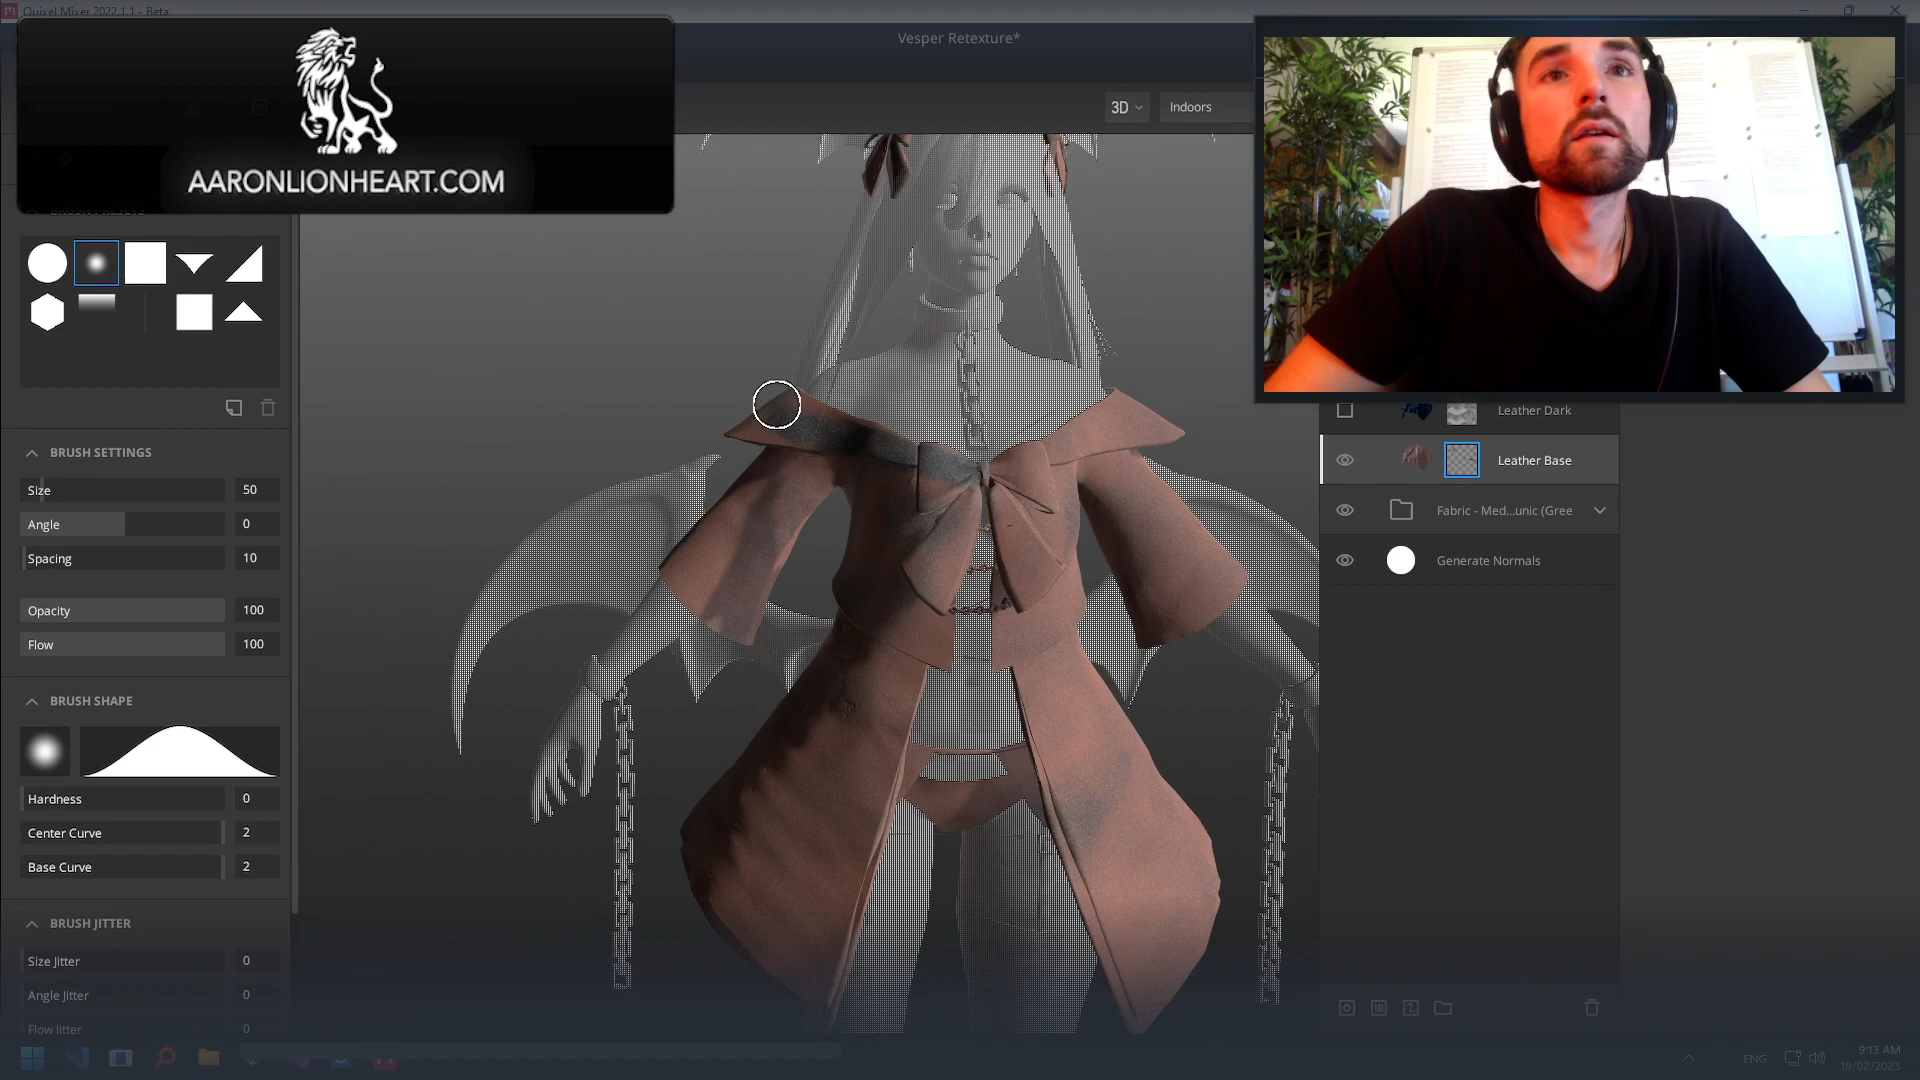 Quixel Mixer 2022.1.1 - Beta
Vesper Retexture*
AARONLIONHEART.COM
3D
Indoors
BRUSH SETTINGS
Size 50
Angle 0
Spacing 10
Opacity 100
Flow 100
BRUSH SHAPE
Hardness 0
Center Curve 2
Base Curve 2
BRUSH JITTER
Size Jitter 0
Angle Jitter 0
Flow Jitter 0
Leather Dark
Leather Base
Fabric - Med...unic (Gree
Generate Normals
ENG
9:13 AM
19/02/2023